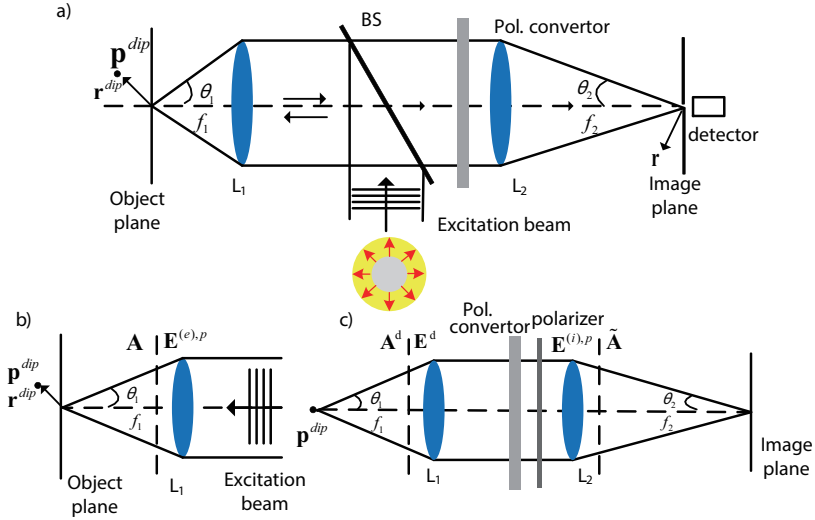 a)
BS
Pol. convertor
p^dip
r^dip
θ₁
f₁
θ₂
f₂
detector
r
L₁
L₂
Object
plane
Image
plane
Excitation beam
b)
A
E^(e),p
p^dip
r^dip
θ₁
f₁
L₁
Object
plane
Excitation
beam
c)
Pol.
convertor
polarizer
A^d
E^d
E^(i),p
Ã
p^dip
θ₁
f₁
θ₂
f₂
L₁
L₂
Image
plane